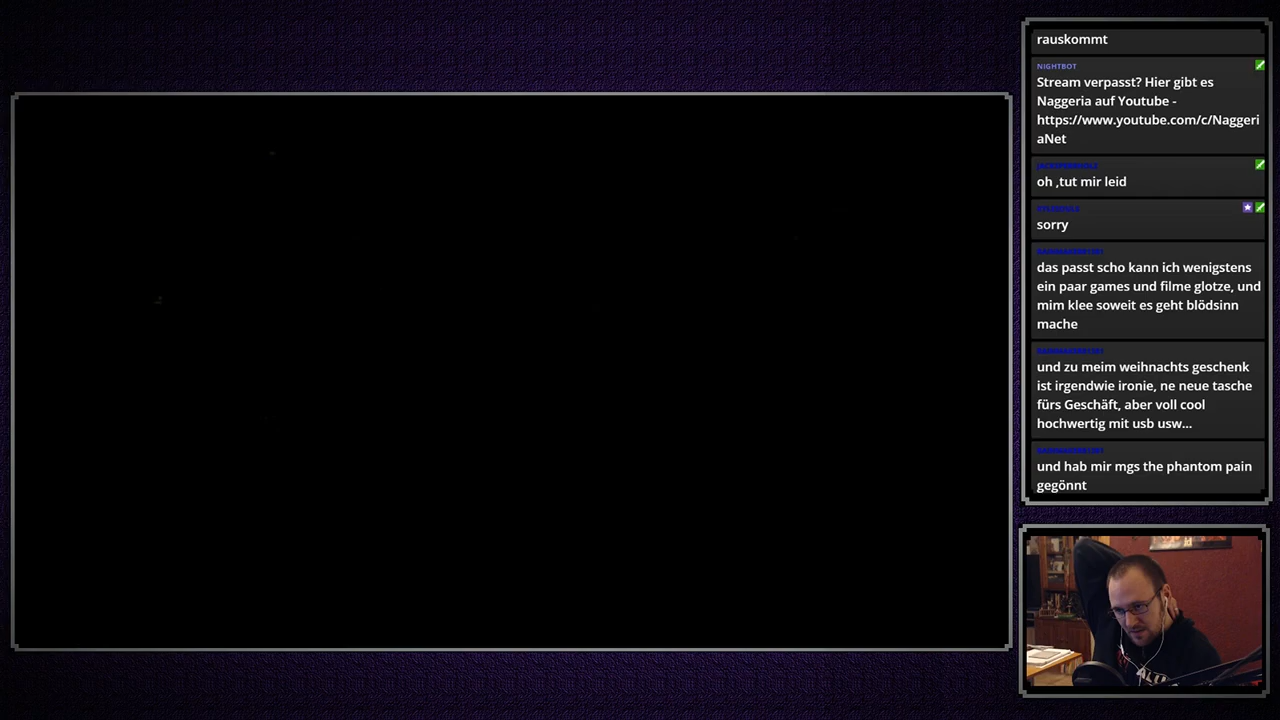 rauskommt
NIGHTBOT
Stream verpasst? Hier gibt es
Naggeria auf Youtube -
https://www.youtube.com/c/Naggeri
aNet
oh ,tut mir leid
sorry
das passt scho kann ich wenigstens
ein paar games und filme glotze, und
mim klee soweit es geht blödsinn
mache
und zu meim weihnachts geschenk
ist irgendwie ironie, ne neue tasche
fürs Geschäft, aber voll cool
hochwertig mit usb usw...
und hab mir mgs the phantom pain
gegönnt